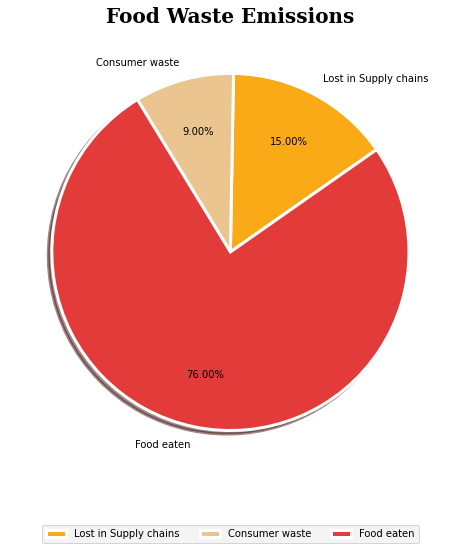 Food Waste Emissions
Consumer waste
Lost in Supply chains
9.00%
15.00%
76.00%
Food eaten
Lost in Supply chains Consumer waste Food eaten